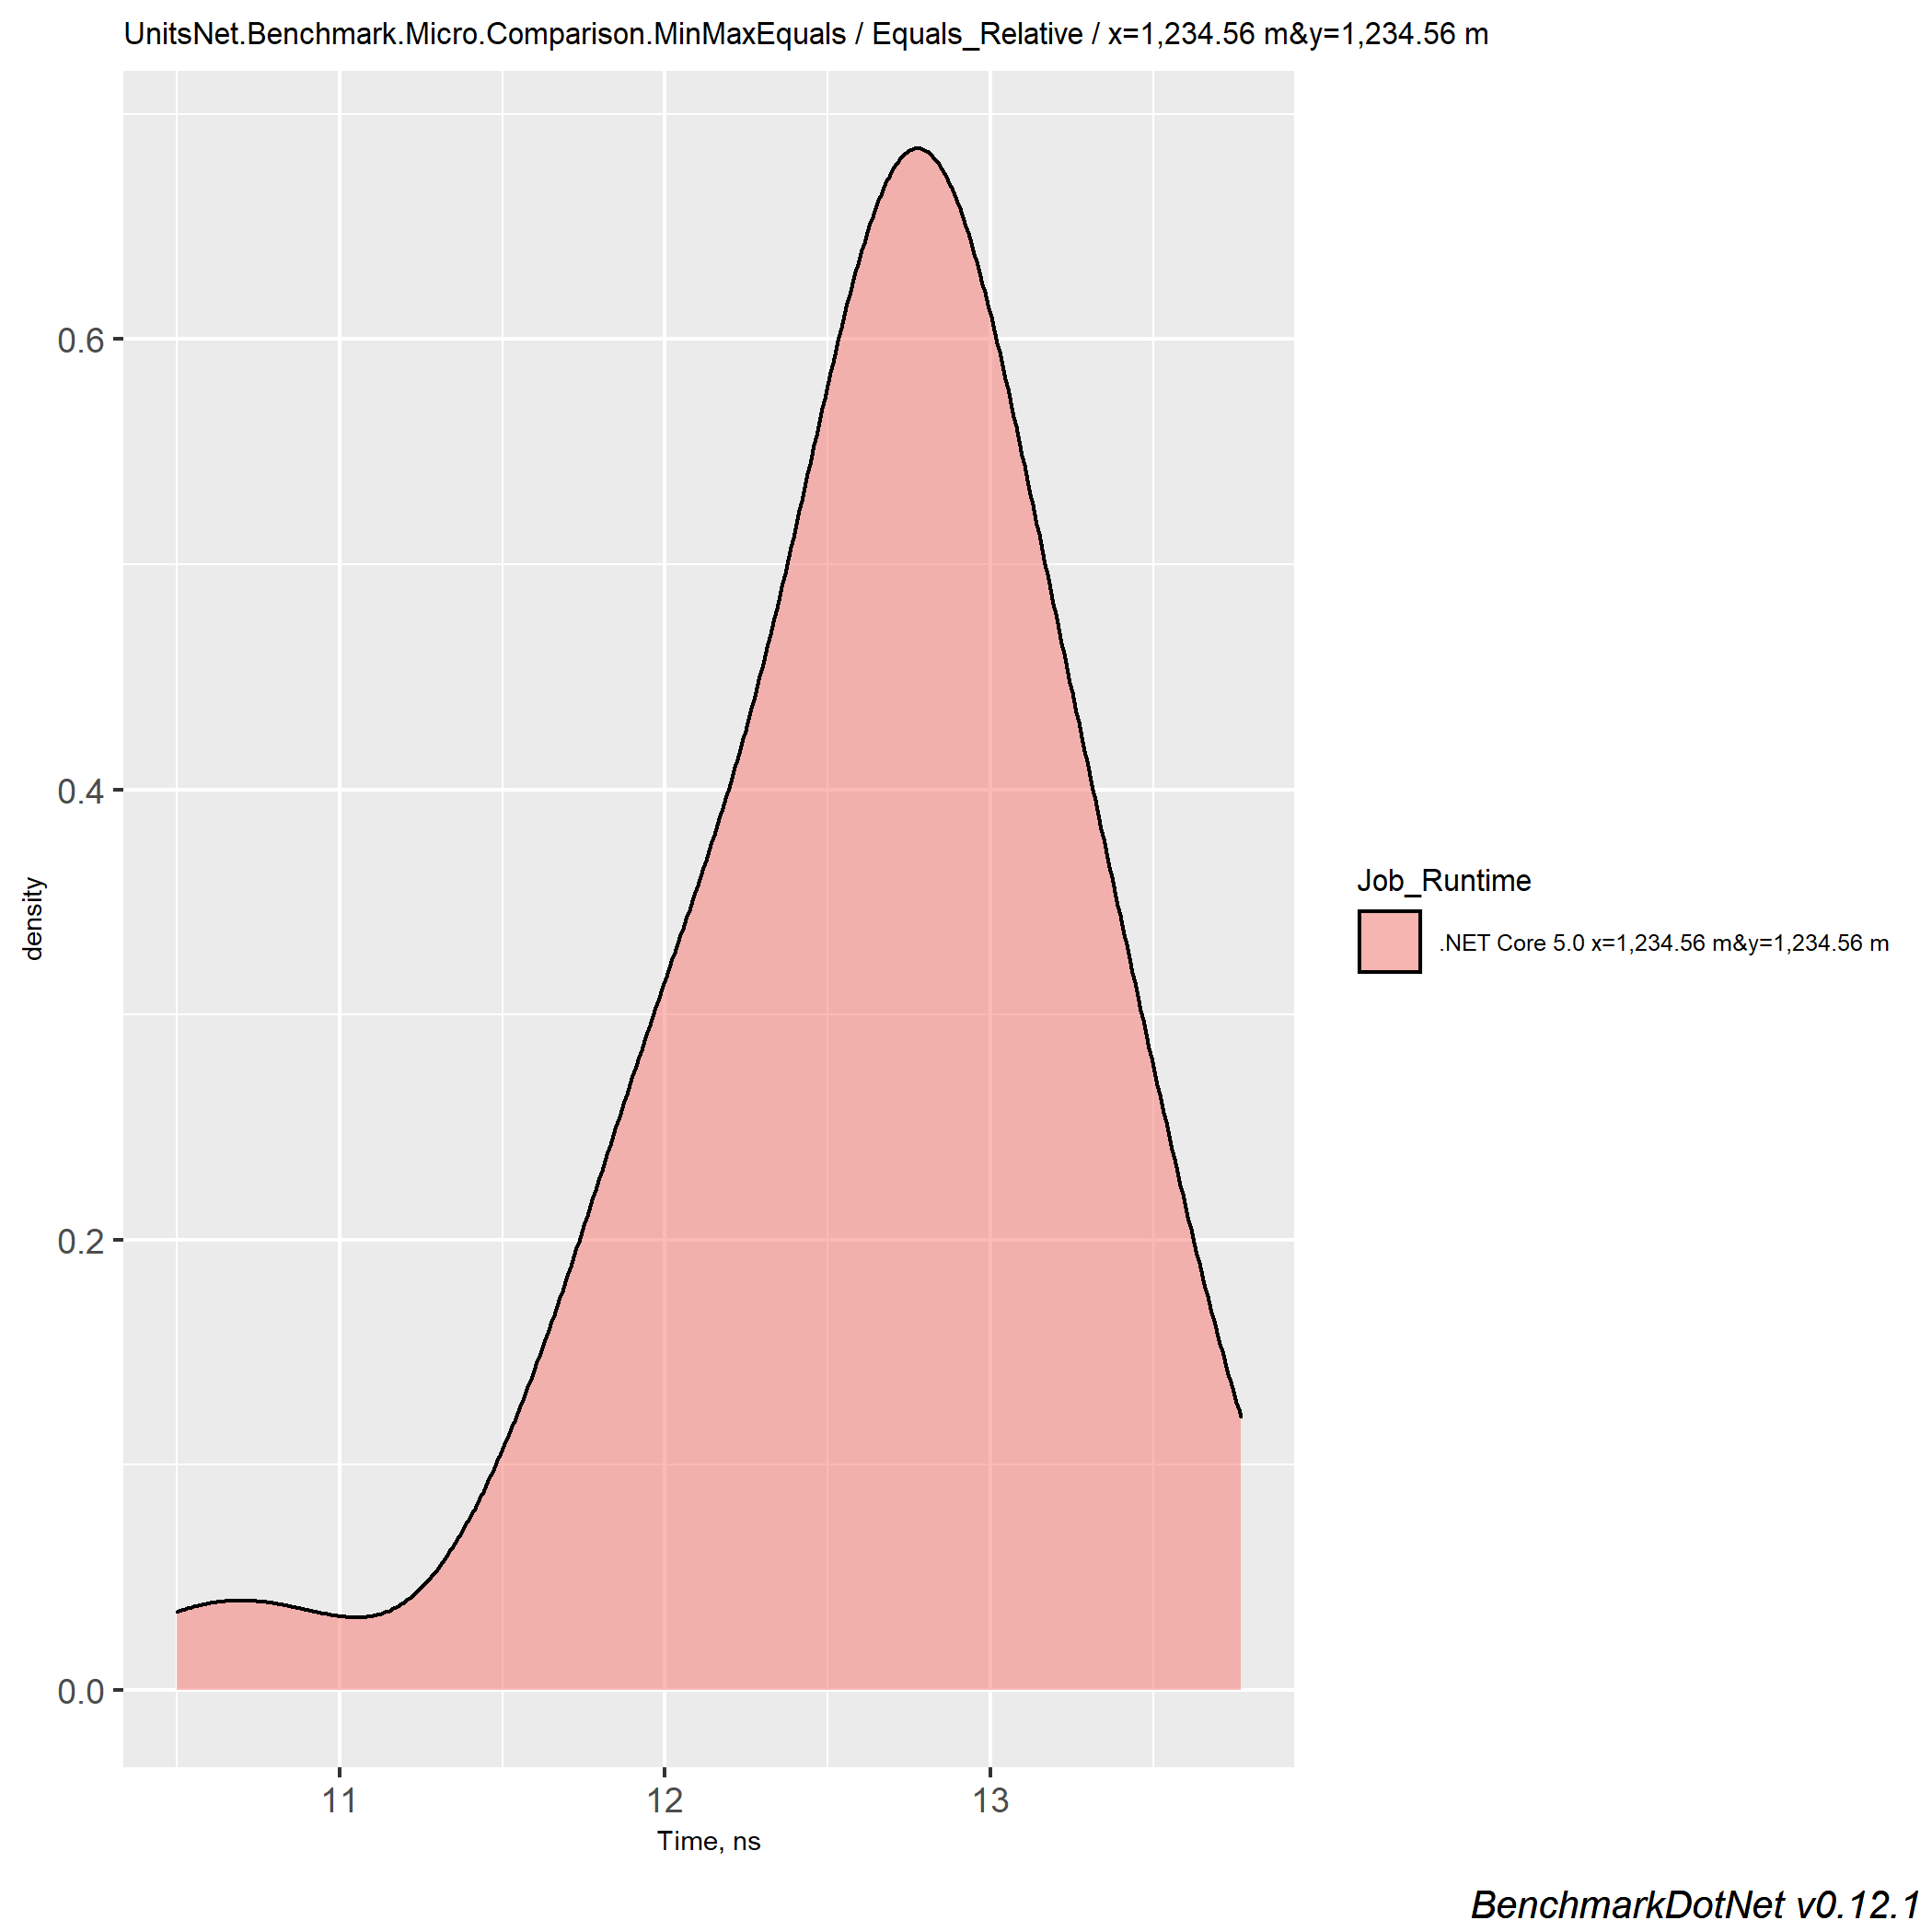 UnitsNet.Benchmark.Micro.Comparison.MinMaxEquals / Equals_Relative / x=1,234.56 m&y=1,234.56 m
0.6
0.4
0.2
0.0
density
11 12 13
Time, ns
Job_Runtime
.NET Core 5.0 x=1,234.56 m&y=1,234.56 m
BenchmarkDotNet v0.12.1